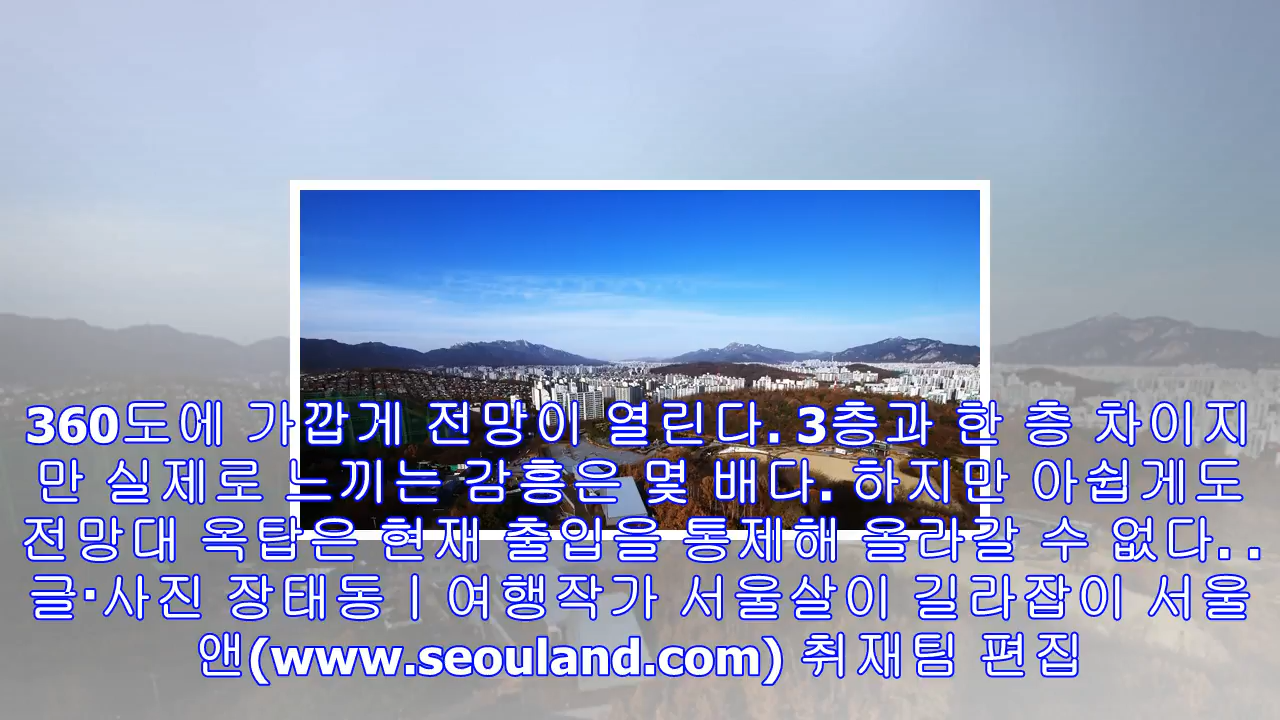 360도에 가깝게 전망이 열린다. 3층과 한 층 차이지
만 실제로 느끼는 감흥은 몇 배다. 하지만 아쉽게도
전망대 옥탑은 현재 출입을 통제해 올라갈 수 없다. .
글·사진 장태동ㅣ여행작가 서울살이 길라잡이 서울
앤(www.seouland.com) 취재팀 편집